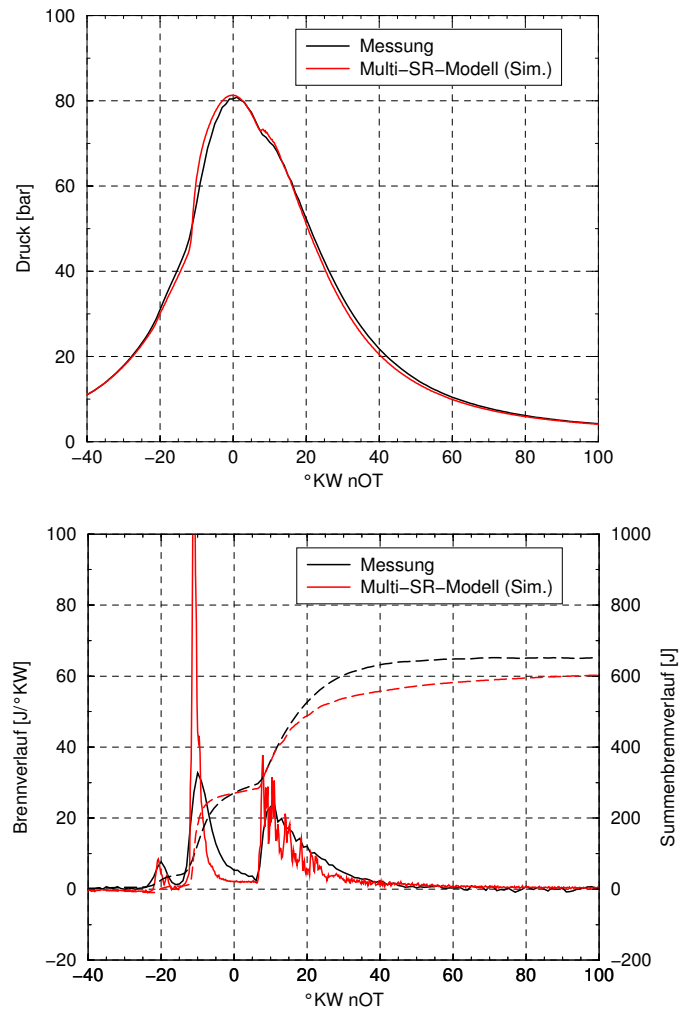 100
80
60
40
20
0
Druck [bar]
Messung
Multi−SR−Modell (Sim.)
−40 −20 0 20 40 60 80 100
°KW nOT
100
80
60
40
20
0
−20
Brennverlauf [J/°KW]
Messung
Multi−SR−Modell (Sim.)
1000
800
600
400
200
0
−200
Summenbrennverlauf [J]
−40 −20 0 20 40 60 80 100
°KW nOT